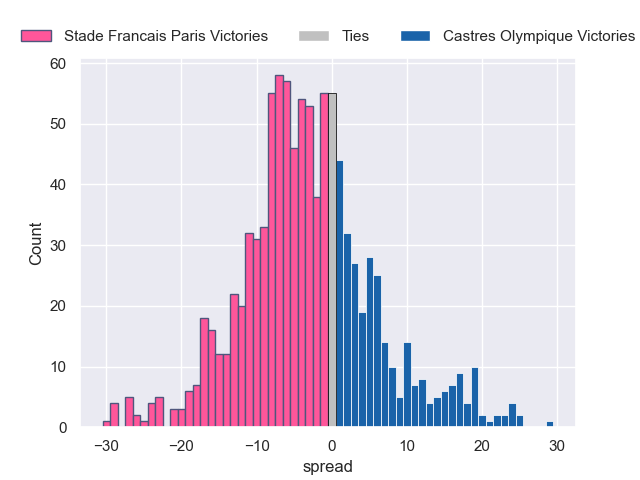 Stade Francais Paris Victories Ties Castres Olympique Victories
60
50
40
30
20
10
0
Count
−30 −20 −10 0 10 20 30
spread